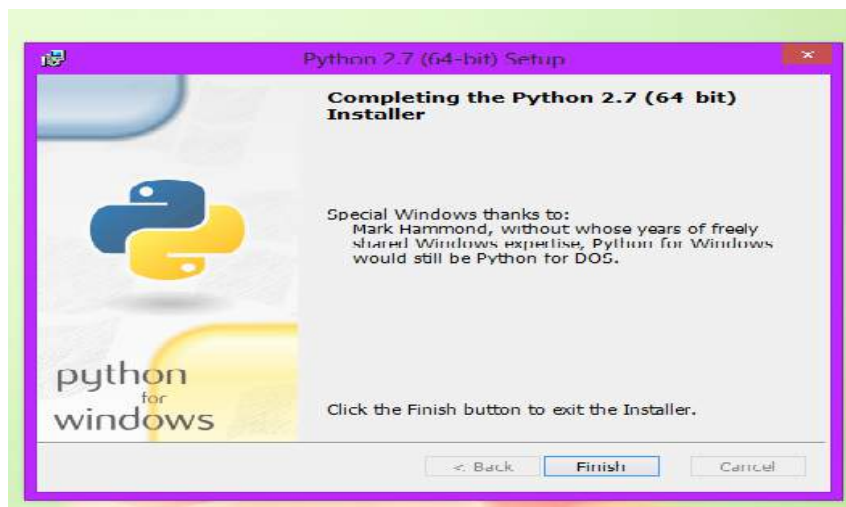 Python 2.7 (64-bit) Setup
Completing the Python 2.7 (64 bit)
Installer
Special Windows thanks to:
Mark Hammond, without whose years of freely
shared Windows expertise, Python for Windows
would still be Python for DOS.
python
for
windows
Click the Finish button to exit the Installer.
< Back
Finish
Cancel